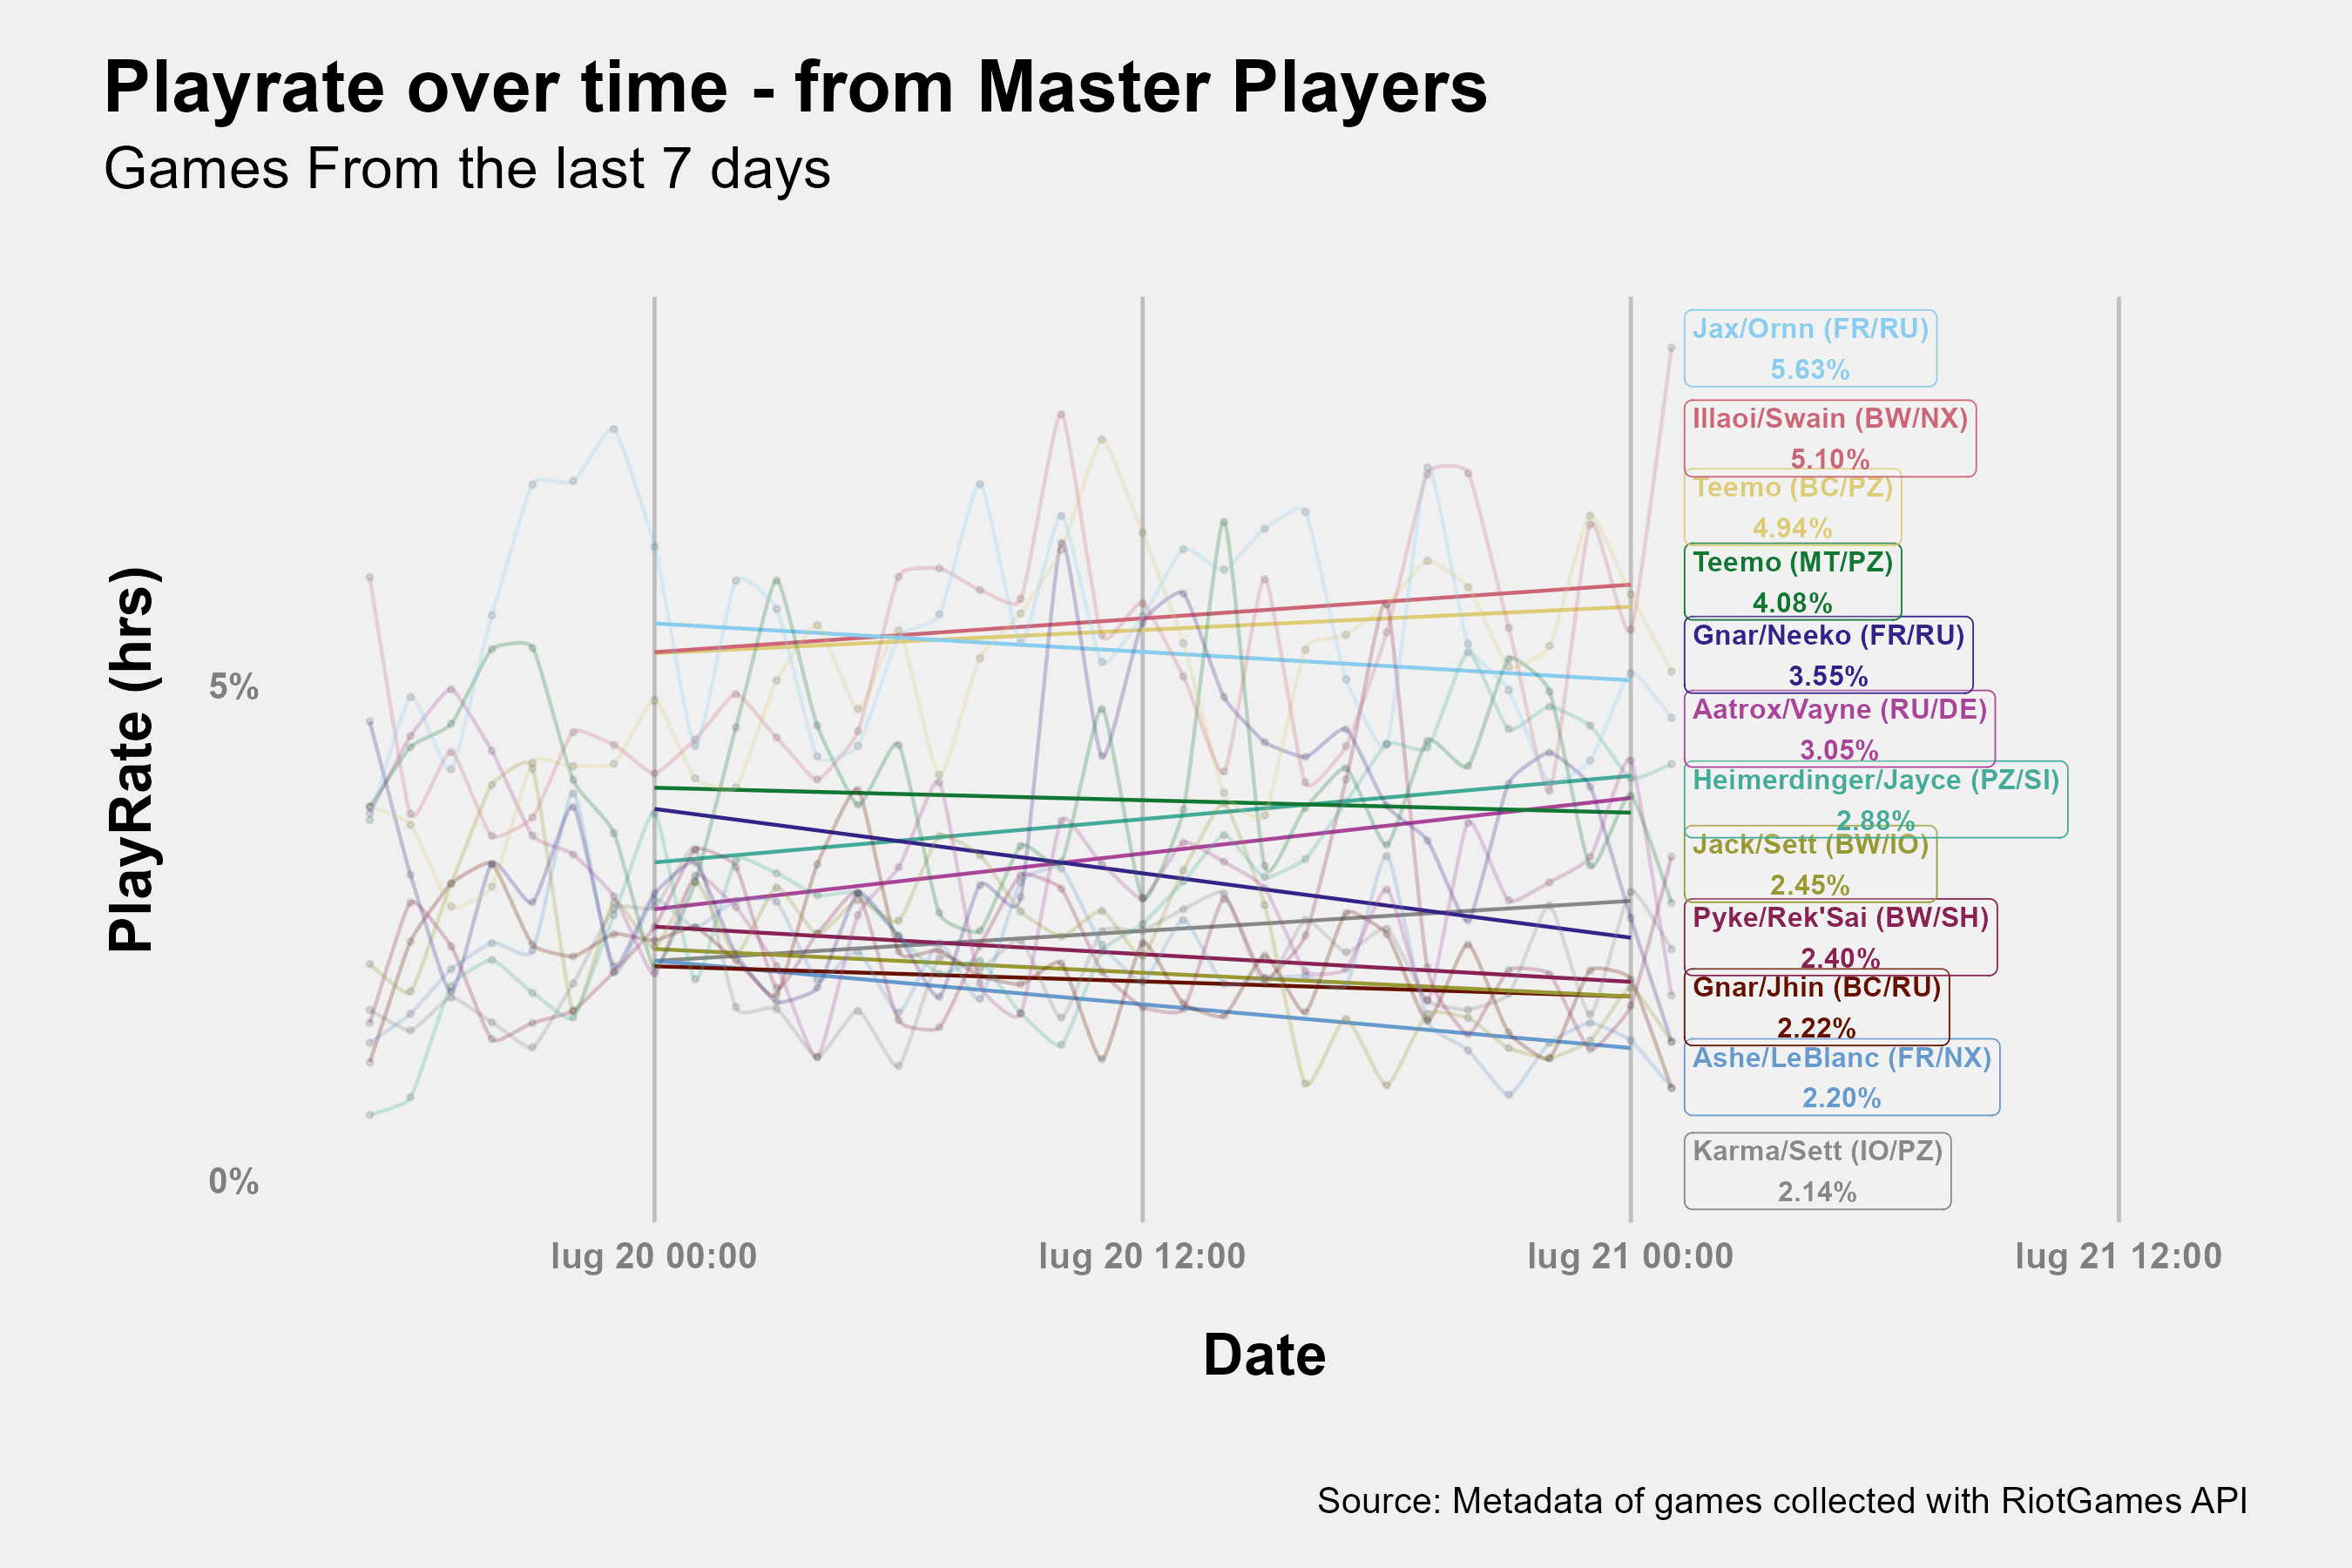 Playrate over time - from Master Players
Games From the last 7 days
PlayRate (hrs)
5%
0%
Jax/Ornn (FR/RU)
5.63%
Illaoi/Swain (BW/NX)
5.10%
Teemo (BC/PZ)
4.94%
Teemo (MT/PZ)
4.08%
Gnar/Neeko (FR/RU)
3.55%
Aatrox/Vayne (RU/DE)
3.05%
Heimerdinger/Jayce (PZ/SI)
2.88%
Jack/Sett (BW/IO)
2.45%
Pyke/Rek'Sai (BW/SH)
2.40%
Gnar/Jhin (BC/RU)
2.22%
Ashe/LeBlanc (FR/NX)
2.20%
Karma/Sett (IO/PZ)
2.14%
lug 20 00:00
lug 20 12:00
lug 21 00:00
lug 21 12:00
Date
Source: Metadata of games collected with RiotGames API